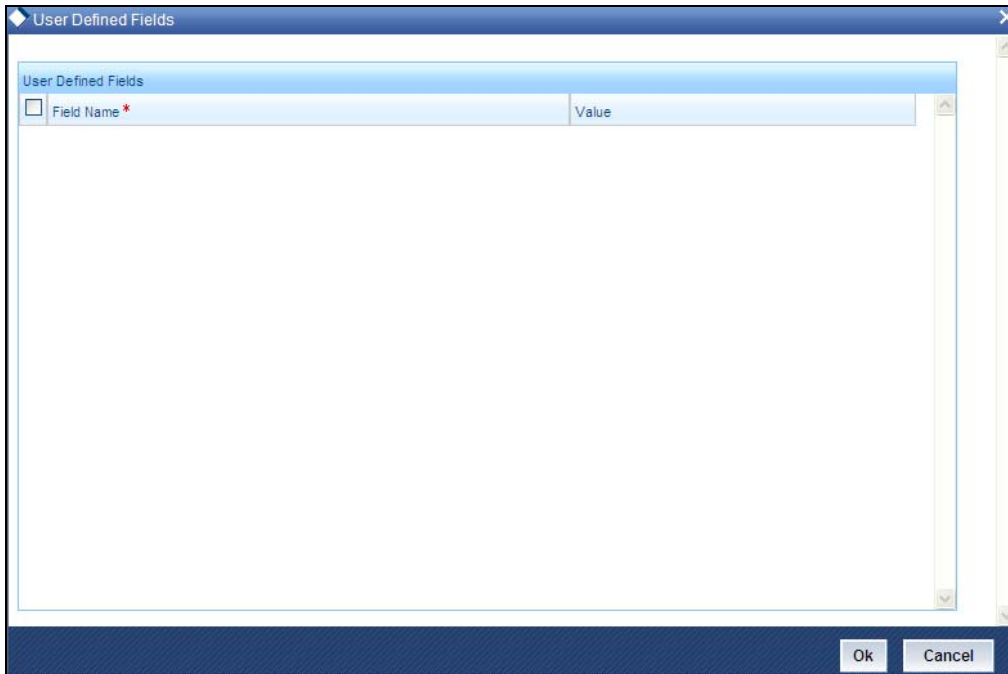 User Defined Fields
User Defined Fields
Field Name * Value
Ok Cancel